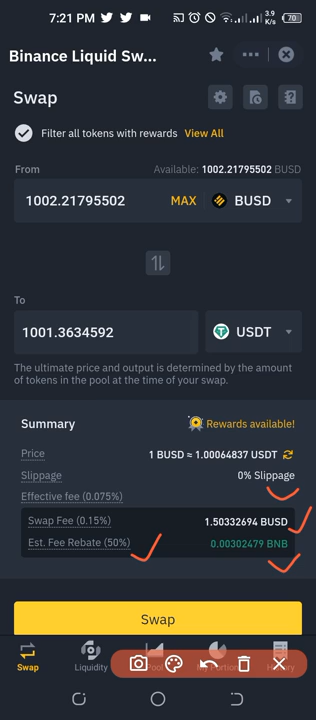 7:21 PM
3.9
K/s
70
Binance Liquid Sw...
Swap
Filter all tokens with rewards View All
From
Available: 1002.21795502 BUSD
1002.21795502 MAX BUSD
To
1001.3634592 USDT
The ultimate price and output is determined by the amount
of tokens in the pool at the time of your swap.
Summary
Rewards available!
Price
1 BUSD ≈ 1.00064837 USDT
Slippage
0% Slippage
Effective fee (0.075%)
Swap Fee (0.15%)
1.50332694 BUSD
Est. Fee Rebate (50%)
0.00302479 BNB
Swap
Swap
Liquidity